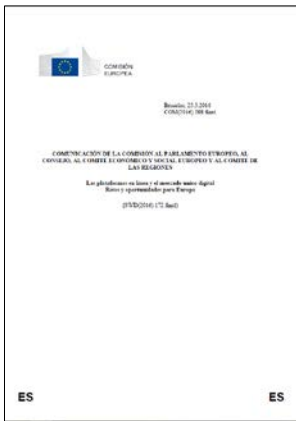 COMISIÓN
EUROPEA
Bruselas, 25.5.2016
COM(2016) 288 final
COMUNICACIÓN DE LA COMISIÓN AL PARLAMENTO EUROPEO, AL
CONSEJO, AL COMITÉ ECONÓMICO Y SOCIAL EUROPEO Y AL COMITÉ DE
LAS REGIONES
Las plataformas en línea y el mercado único digital
Retos y oportunidades para Europa
{SWD(2016) 172 final}
ES
ES